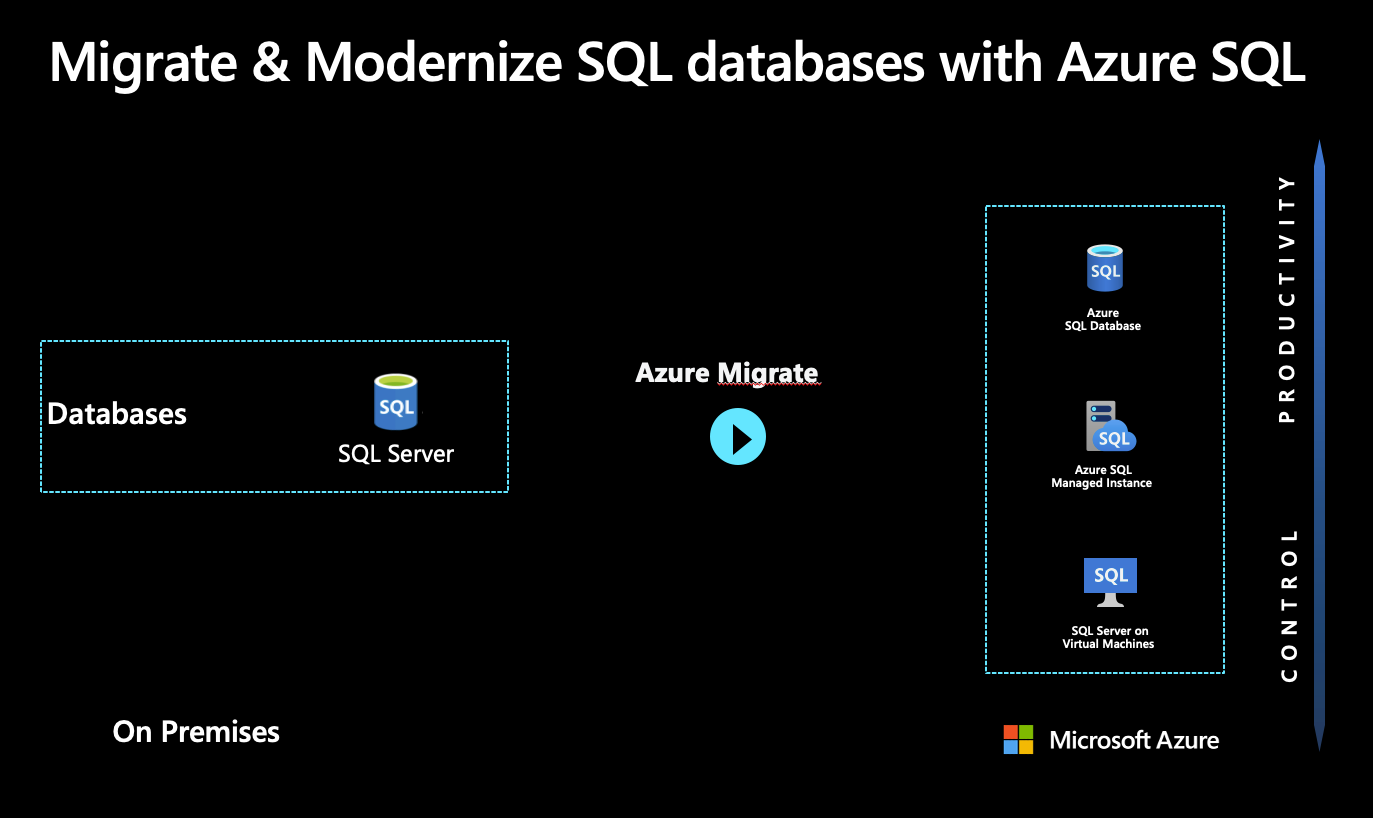 Migrate & Modernize SQL databases with Azure SQL
Databases
SQL
SQL Server
Azure Migrate
SQL
Azure
SQL Database
SQL
Azure SQL
Managed Instance
SQL
SQL Server on
Virtual Machines
PRODUCTIVITY
CONTROL
On Premises
Microsoft Azure